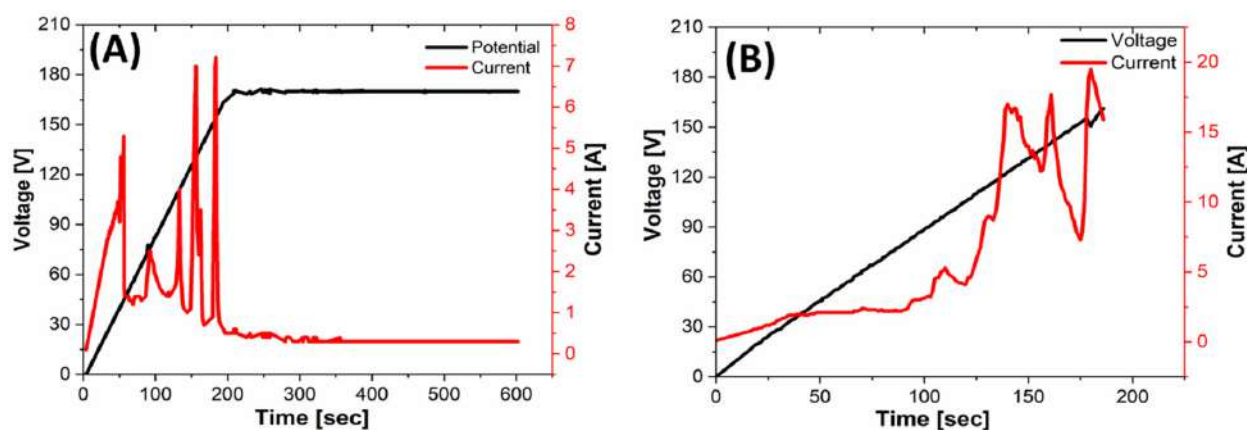 (A)
Potential
Current
Voltage [V]
210
180
150
120
90
60
30
0
Current [A]
8
7
6
5
4
3
2
1
0
0 100 200 300 400 500 600
Time [sec]
(B)
Voltage
Current
Voltage [V]
210
180
150
120
90
60
30
0
Current [A]
20
15
10
5
0
0 50 100 150 200
Time [sec]